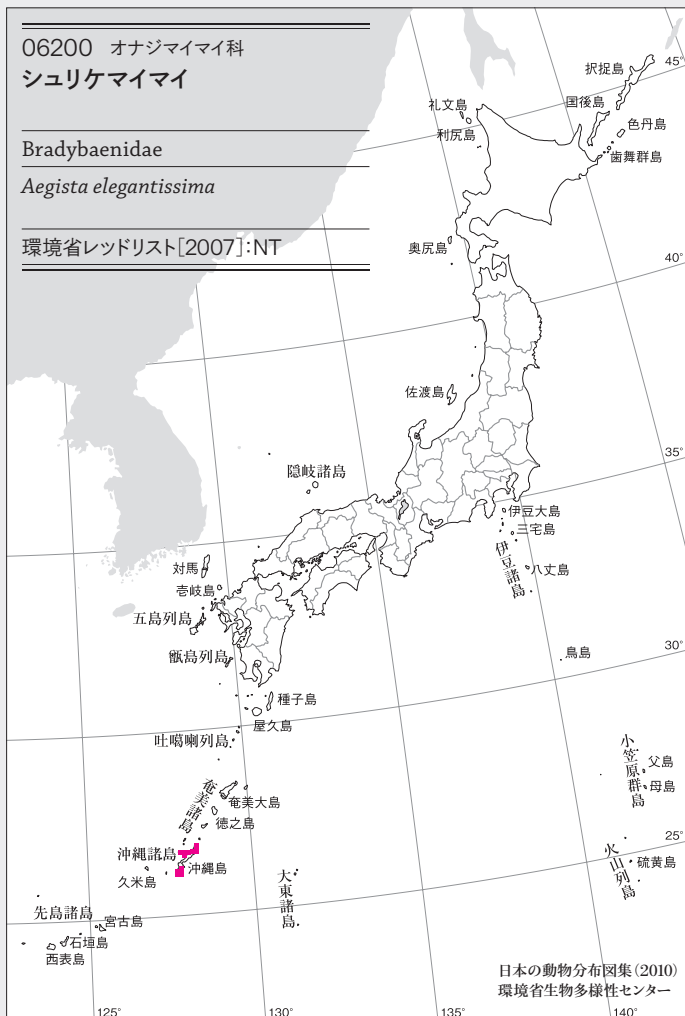 06200 オナジマイマイ科
シュリケマイマイ
Bradybaenidae
Aegista elegantissima
環境省レッドリスト[2007]:NT
択捉島
45°
礼文島
国後島
利尻島
色丹島
歯舞群島
奥尻島
40°
佐渡島
35°
隠岐諸島
伊豆大島
三宅島
伊豆諸島
八丈島
対馬
壱岐島
五島列島
甑島列島
鳥島
30°
種子島
屋久島
吐噶喇列島
小笠原群島
父島
母島
奄美諸島
奄美大島
徳之島
25°
沖縄諸島
沖縄島
久米島
火山列島
硫黄島
大東諸島
先島諸島
宮古島
石垣島
西表島
日本の動物分布図集(2010)
環境省生物多様性センター
125°
130°
135°
140°